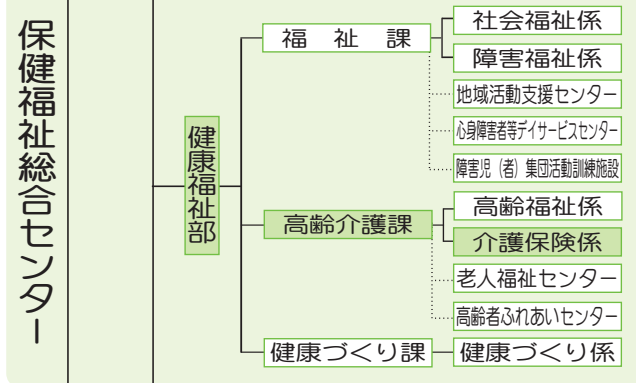 保健福祉総合センター
健康福祉部
福祉課
社会福祉係
障害福祉係
地域活動支援センター
心身障害者等デイサービスセンター
障害児（者）集団活動訓練施設
高齢介護課
高齢福祉係
介護保険係
老人福祉センター
高齢者ふれあいセンター
健康づくり課
健康づくり係